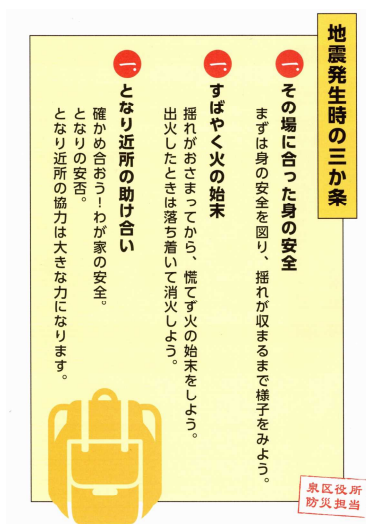 地震発生時の三か条
一. その場に合った身の安全
まずは身の安全を図り、揺れが収まるまで様子をみよう。
一. すばやく火の始末
揺れがおさまってから、慌てず火の始末をしよう。
出火したときは落ち着いて消火しよう。
一. となり近所の助け合い
確かめ合おう！わが家の安全。
となりの安否。
となり近所の協力は大きな力になります。
泉区役所
防災担当